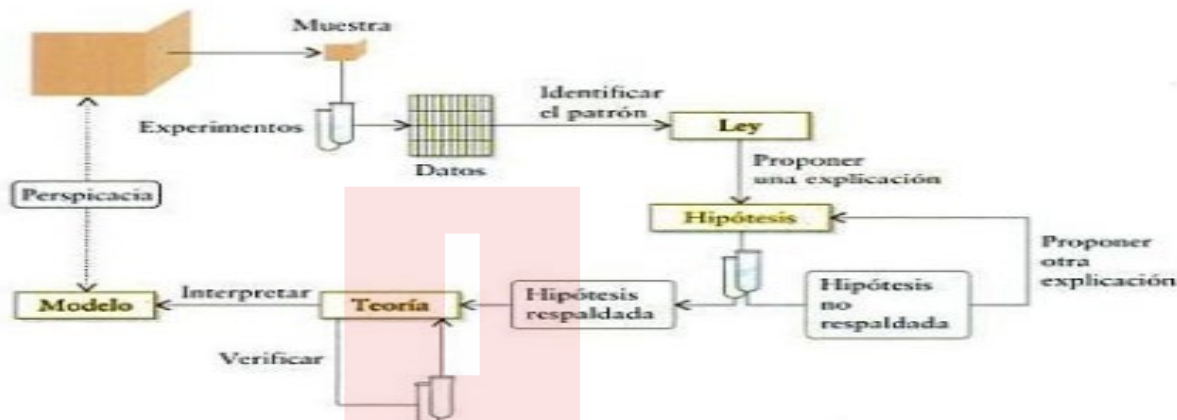 Muestra
Experimentos
Datos
Identificar
el patrón
Ley
Proponer
una explicación
Hipótesis
Proponer
otra
explicación
Hipótesis
no
respaldada
Hipótesis
respaldada
Teoría
Verificar
Interpretar
Modelo
Perspicacia